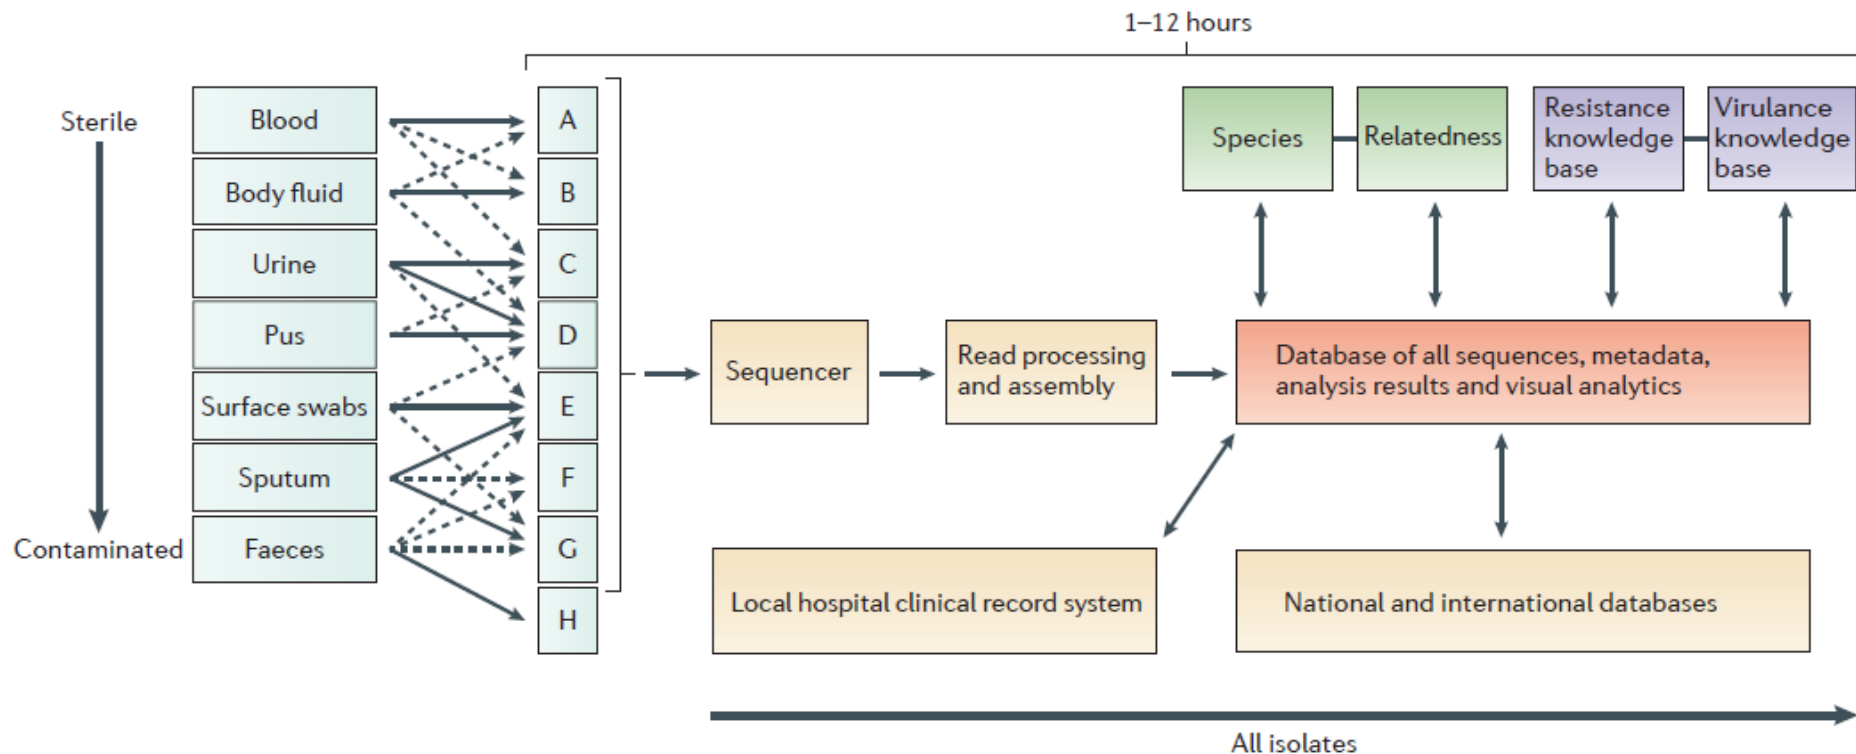 1–12 hours
Sterile
Contaminated
Blood
Body fluid
Urine
Pus
Surface swabs
Sputum
Faeces
A
B
C
D
E
F
G
H
Sequencer
Read processing
and assembly
Species
Relatedness
Resistance
knowledge
base
Virulance
knowledge
base
Database of all sequences, metadata,
analysis results and visual analytics
Local hospital clinical record system
National and international databases
All isolates